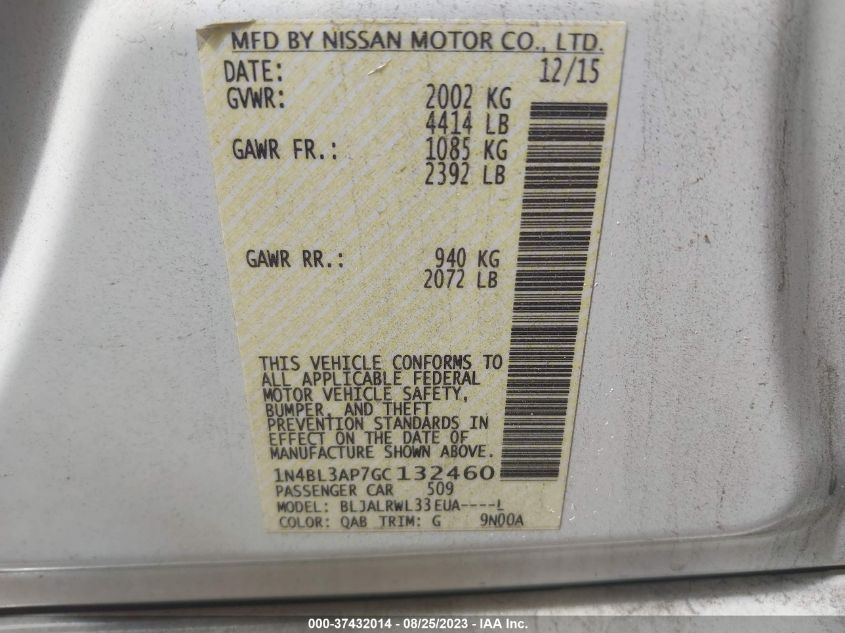 MFD BY NISSAN MOTOR CO., LTD.
DATE: 12/15
GVWR: 2002 KG
4414 LB
GAWR FR.: 1085 KG
2392 LB
GAWR RR.: 940 KG
2072 LB
THIS VEHICLE CONFORMS TO
ALL APPLICABLE FEDERAL
MOTOR VEHICLE SAFETY,
BUMPER, AND THEFT
PREVENTION STANDARDS IN
EFFECT ON THE DATE OF
MANUFACTURE SHOWN ABOVE.
1N4BL3AP7GC132460
PASSENGER CAR 509
MODEL: BLJALRWL33EUA----L
COLOR: QAB TRIM: G 9N00A
000-37432014 - 08/25/2023 - IAA Inc.